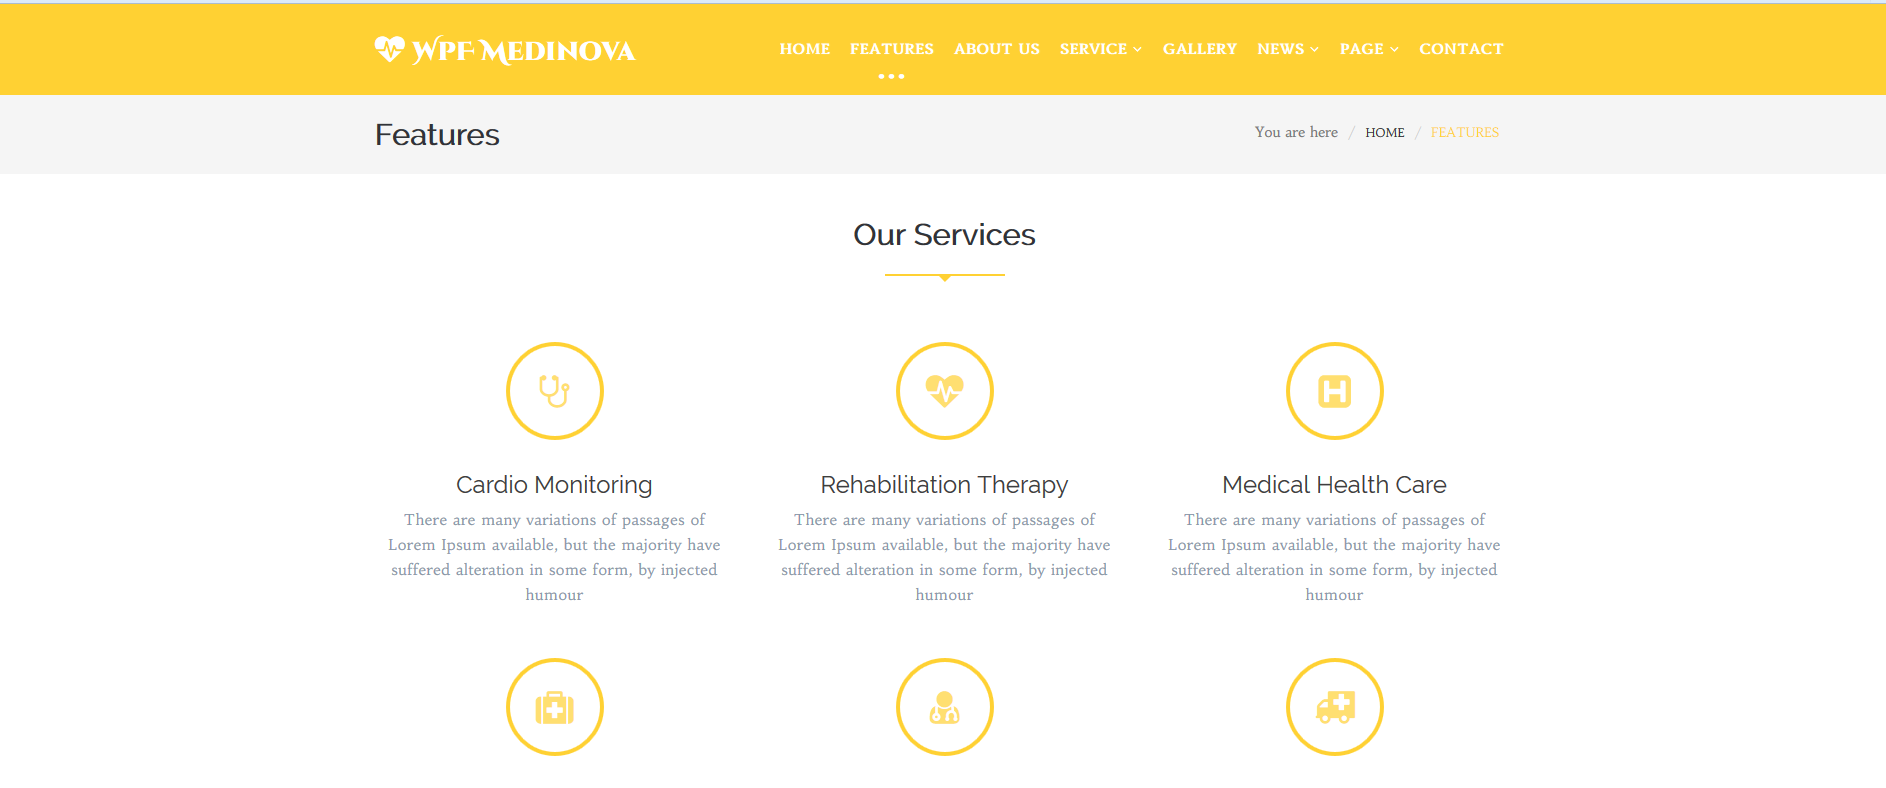 WPF MEDINOVA
HOME FEATURES ABOUT US SERVICE GALLERY NEWS PAGE CONTACT
Features
You are here / HOME / FEATURES
Our Services
H
Cardio Monitoring
There are many variations of passages of
Lorem Ipsum available, but the majority have
suffered alteration in some form, by injected
humour
Rehabilitation Therapy
There are many variations of passages of
Lorem Ipsum available, but the majority have
suffered alteration in some form, by injected
humour
Medical Health Care
There are many variations of passages of
Lorem Ipsum available, but the majority have
suffered alteration in some form, by injected
humour